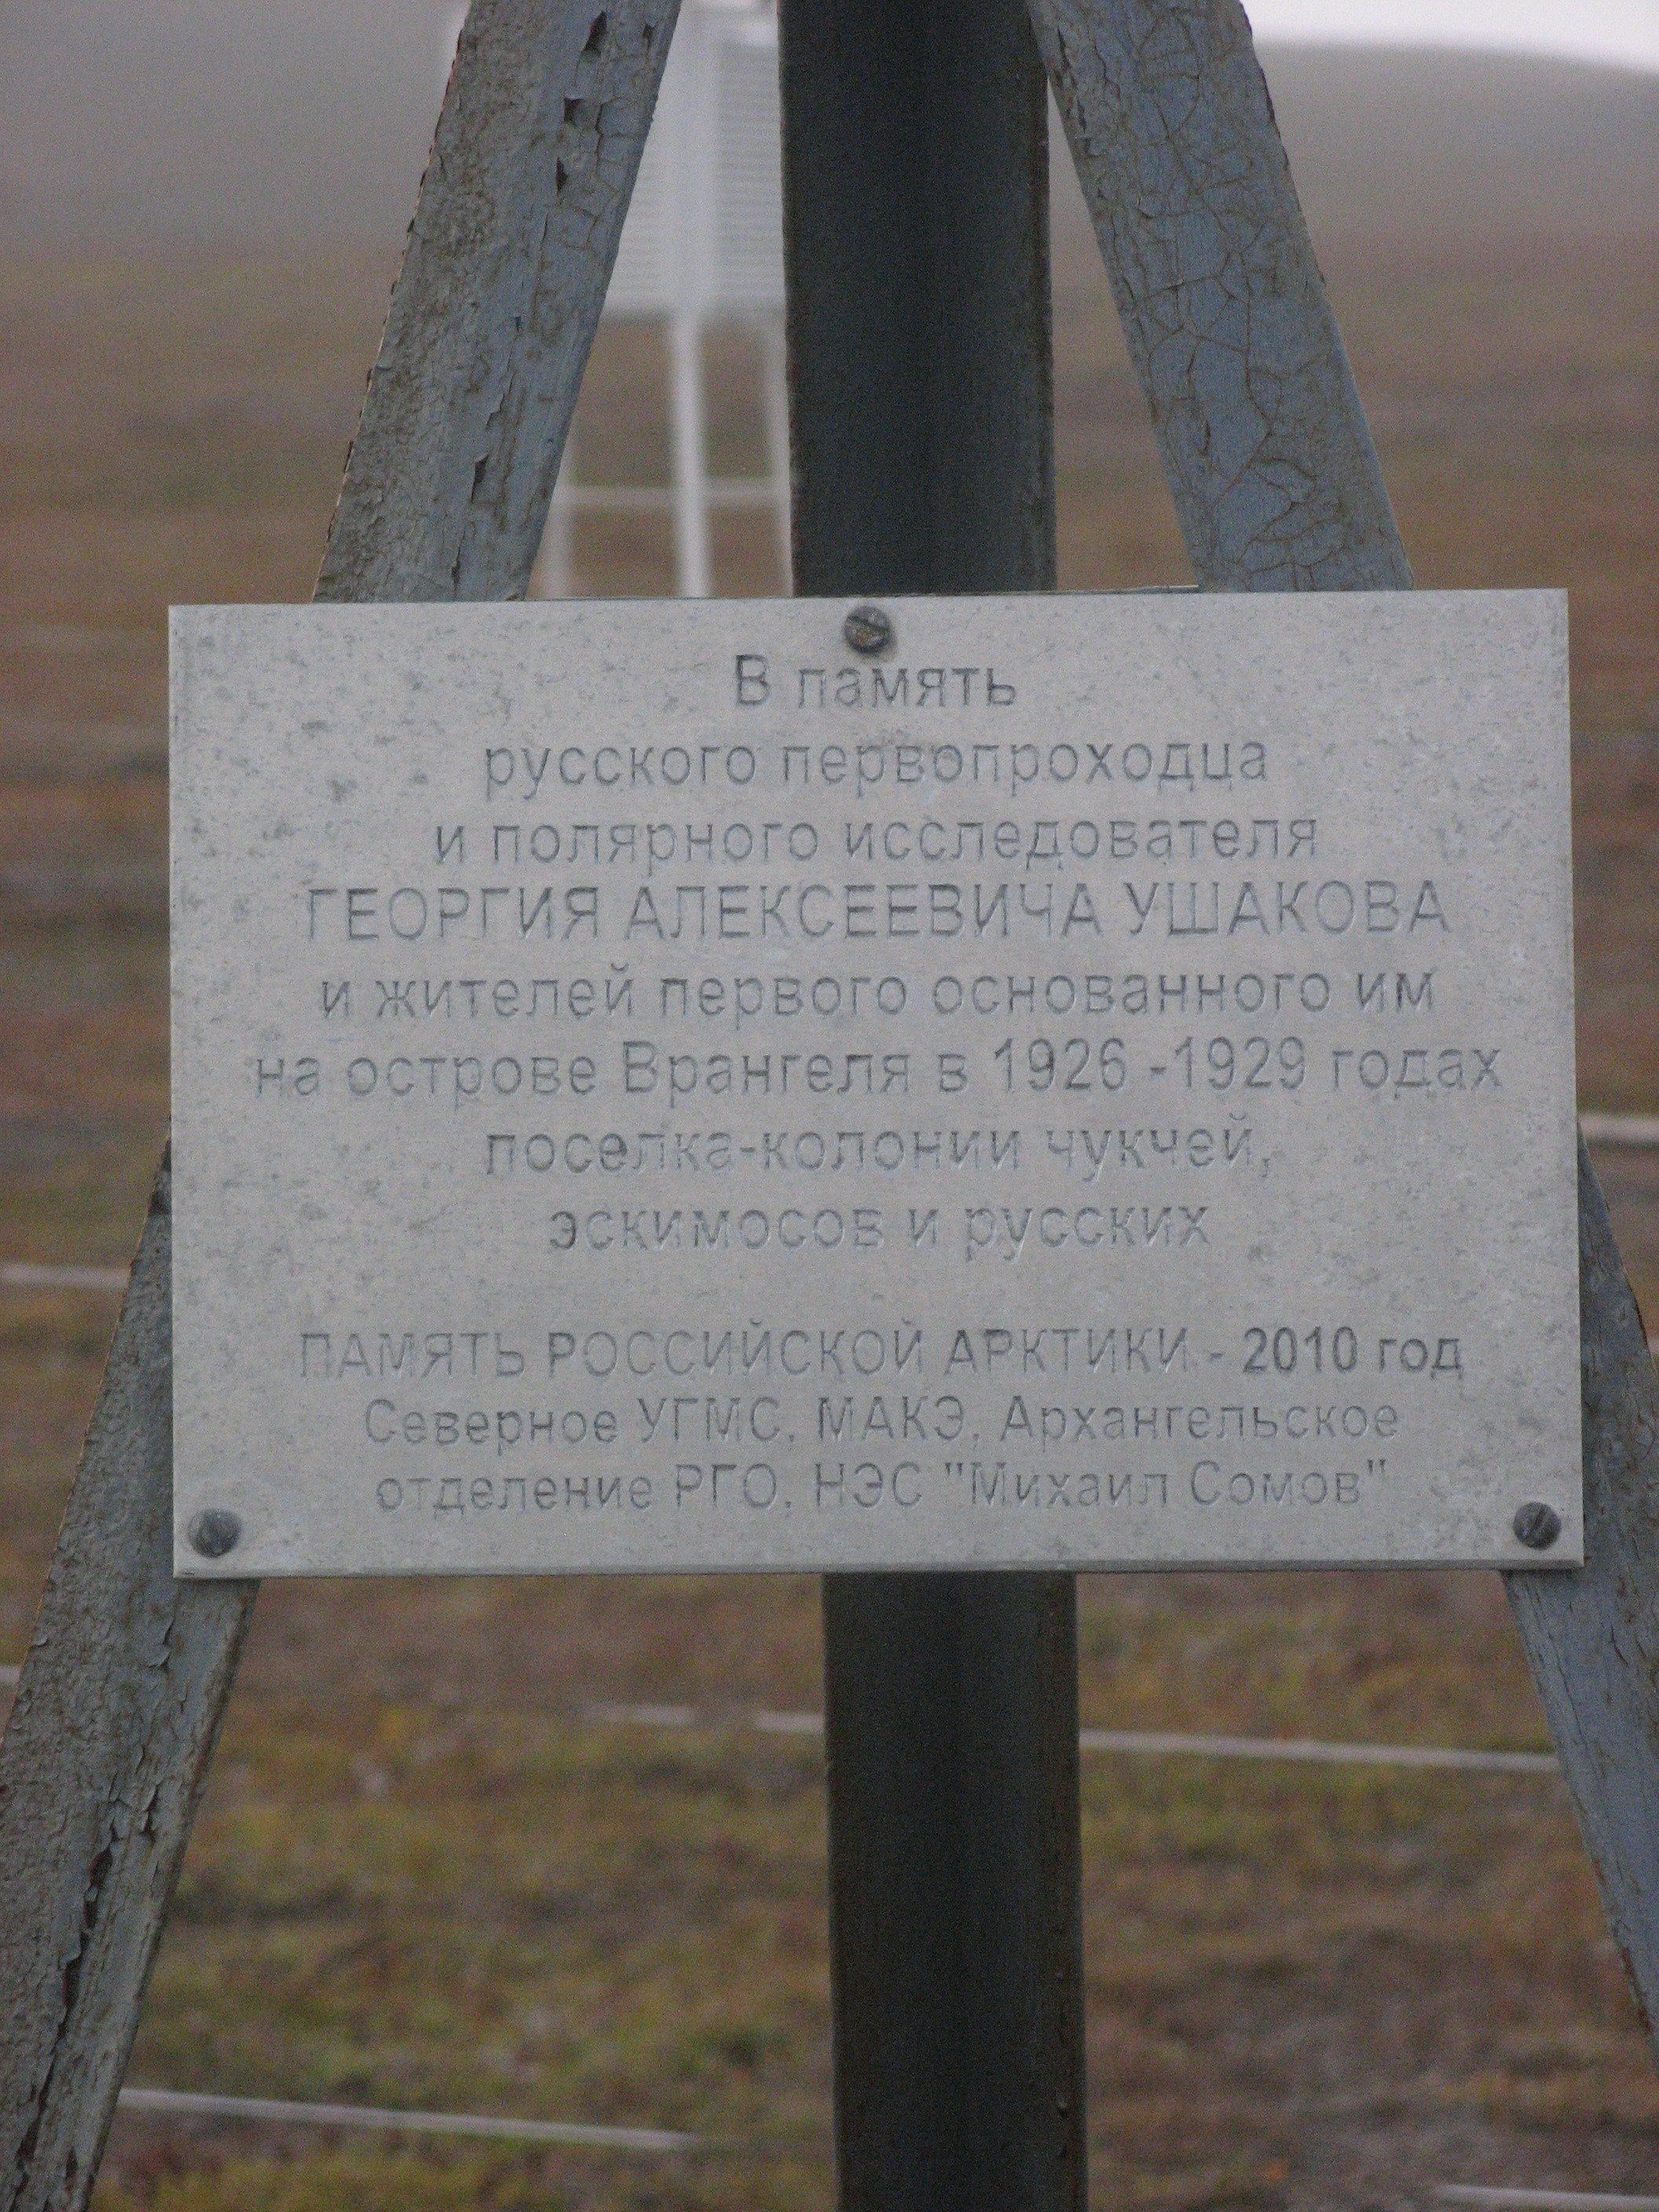 В память
русского первопроходца
и полярного исследователя
ГЕОРГИЯ АЛЕКСЕЕВИЧА УШАКОВА
и жителей первого основанного им
на острове Врангеля в 1926 -1929 годах
поселка-колонии чукчей,
эскимосов и русских
ПАМЯТЬ РОССИЙСКОЙ АРКТИКИ - 2010 год
Северное УГМС, МАКЭ, Архангельское
отделение РГО, НЭС "Михаил Сомов"